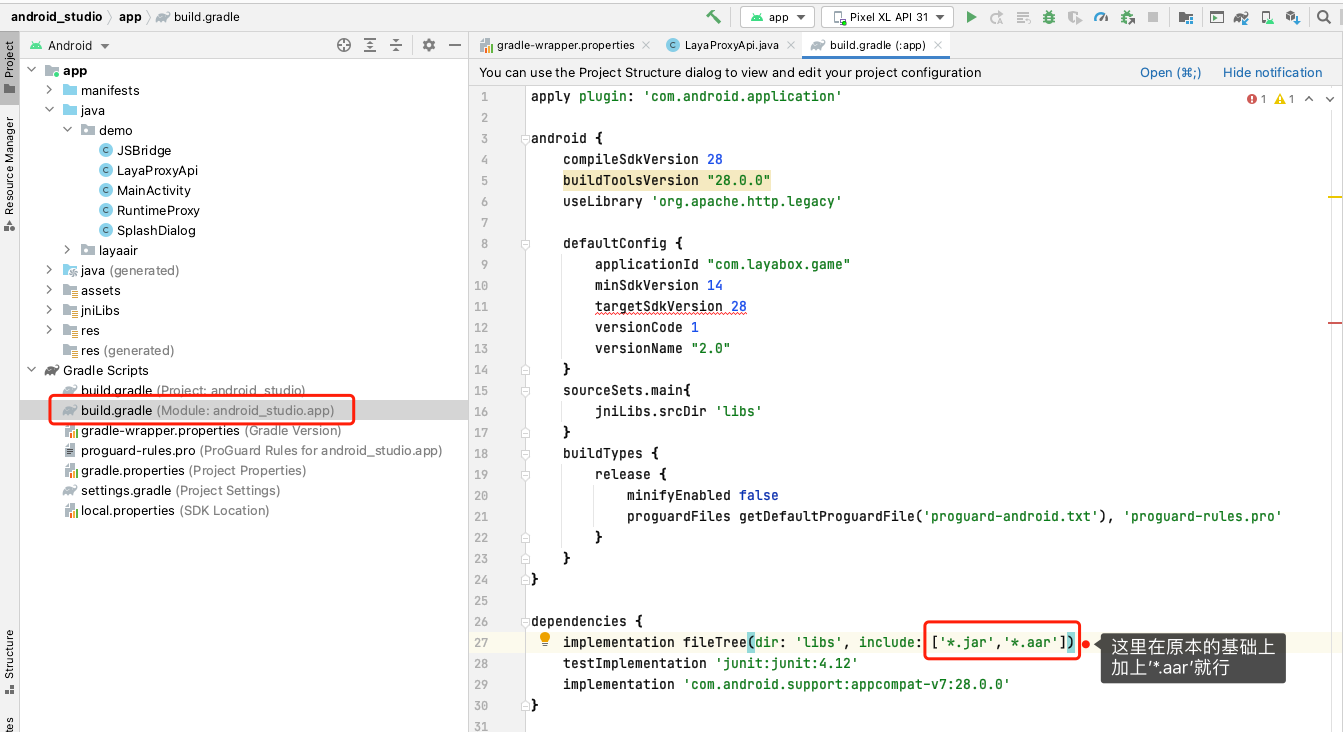 android_studio
app
build.gradle
app
Pixel XL API 31
Project
Resource Manager
Structure
Android
app
manifests
java
demo
JSBridge
LayaProxyApi
MainActivity
RuntimeProxy
SplashDialog
layaair
java (generated)
assets
jniLibs
res
res (generated)
Gradle Scripts
build.gradle (Project: android_studio)
build.gradle (Module: android_studio.app)
gradle-wrapper.properties (Gradle Version)
proguard-rules.pro (ProGuard Rules for android_studio.app)
gradle.properties (Project Properties)
settings.gradle (Project Settings)
local.properties (SDK Location)
gradle-wrapper.properties
LayaProxyApi.java
build.gradle (:app)
You can use the Project Structure dialog to view and edit your project configuration
Open (⌘;)
Hide notification
1
1
1 apply plugin: 'com.android.application'
2
3 android {
4 compileSdkVersion 28
5 buildToolsVersion "28.0.0"
6 useLibrary 'org.apache.http.legacy'
7
8 defaultConfig {
9 applicationId "com.layabox.game"
10 minSdkVersion 14
11 targetSdkVersion 28
12 versionCode 1
13 versionName "2.0"
14 }
15 sourceSets.main{
16 jniLibs.srcDir 'libs'
17 }
18 buildTypes {
19 release {
20 minifyEnabled false
21 proguardFiles getDefaultProguardFile('proguard-android.txt'), 'proguard-rules.pro'
22 }
23 }
24 }
25
26 dependencies {
27 implementation fileTree(dir: 'libs', include: ['*.jar','*.aar'])
28 testImplementation 'junit:junit:4.12'
29 implementation 'com.android.support:appcompat-v7:28.0.0'
30 }
31
这里在原本的基础上
加上'*.aar'就行